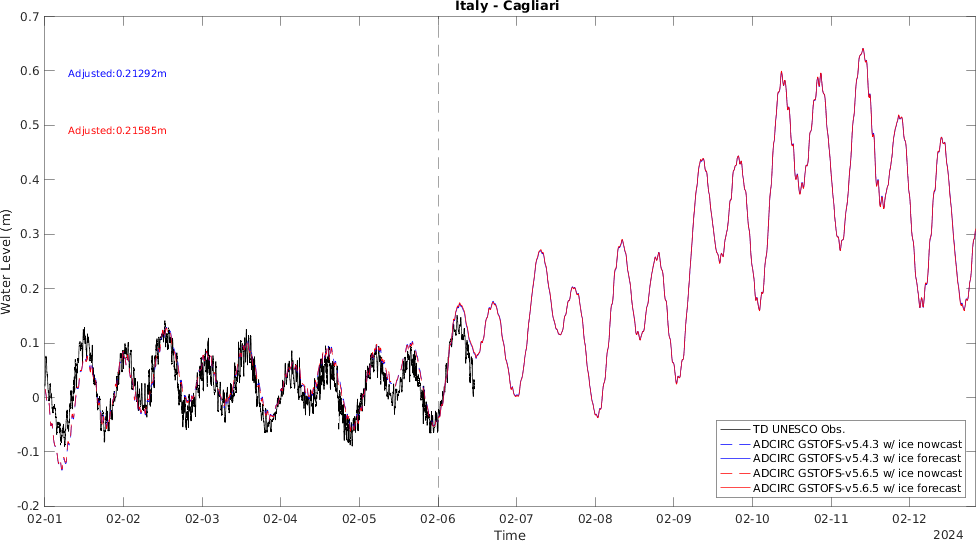 Italy - Cagliari
0.7
0.6
0.5
0.4
0.3
0.2
0.1
0
-0.1
-0.2
Water Level (m)
Adjusted:0.21292m
Adjusted:0.21585m
TD UNESCO Obs.
ADCIRC GSTOFS-v5.4.3 w/ ice nowcast
ADCIRC GSTOFS-v5.4.3 w/ ice forecast
ADCIRC GSTOFS-v5.6.5 w/ ice nowcast
ADCIRC GSTOFS-v5.6.5 w/ ice forecast
02-01 02-02 02-03 02-04 02-05 02-06 02-07 02-08 02-09 02-10 02-11 02-12
Time
2024